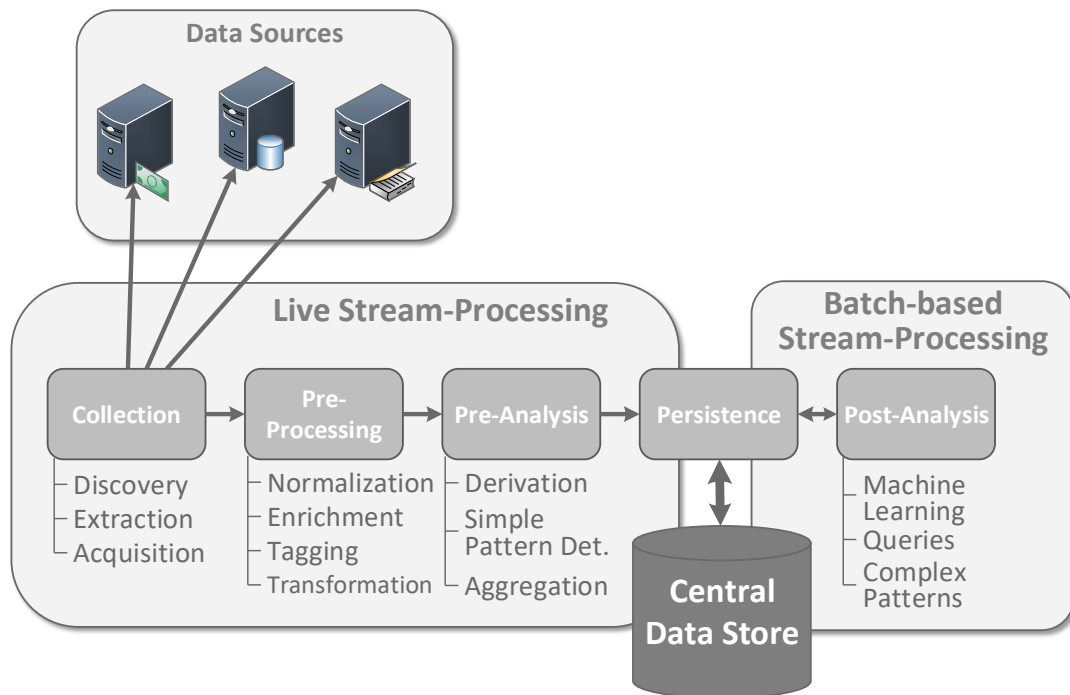 Data Sources
Live Stream-Processing
Batch-based
Stream-Processing
Collection
Pre-
Processing
Pre-Analysis
Persistence
Post-Analysis
Discovery
Extraction
Acquisition
Normalization
Enrichment
Tagging
Transformation
Derivation
Simple
Pattern Det.
Aggregation
Machine
Learning
Queries
Complex
Patterns
Central
Data Store